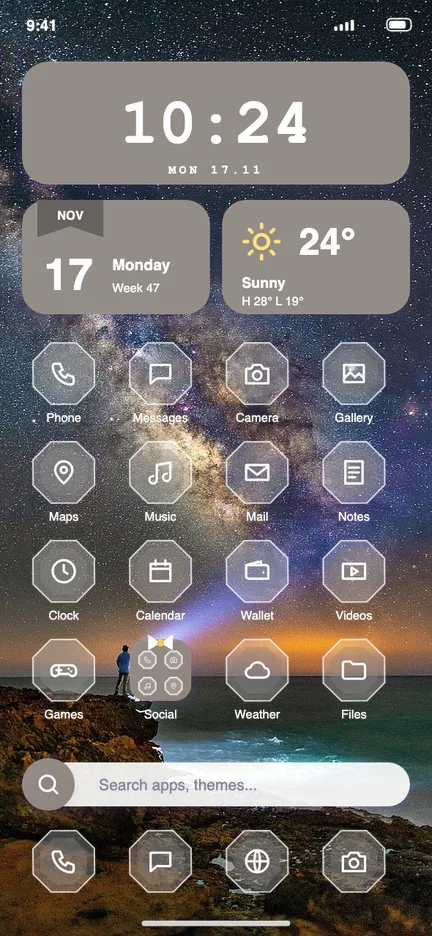 9:41
10:24
MON 17.11
NOV
17
Monday
Week 47
24°
Sunny
H 28° L 19°
Phone
Messages
Camera
Gallery
Maps
Music
Mail
Notes
Clock
Calendar
Wallet
Videos
Games
Social
Weather
Files
Search apps, themes...